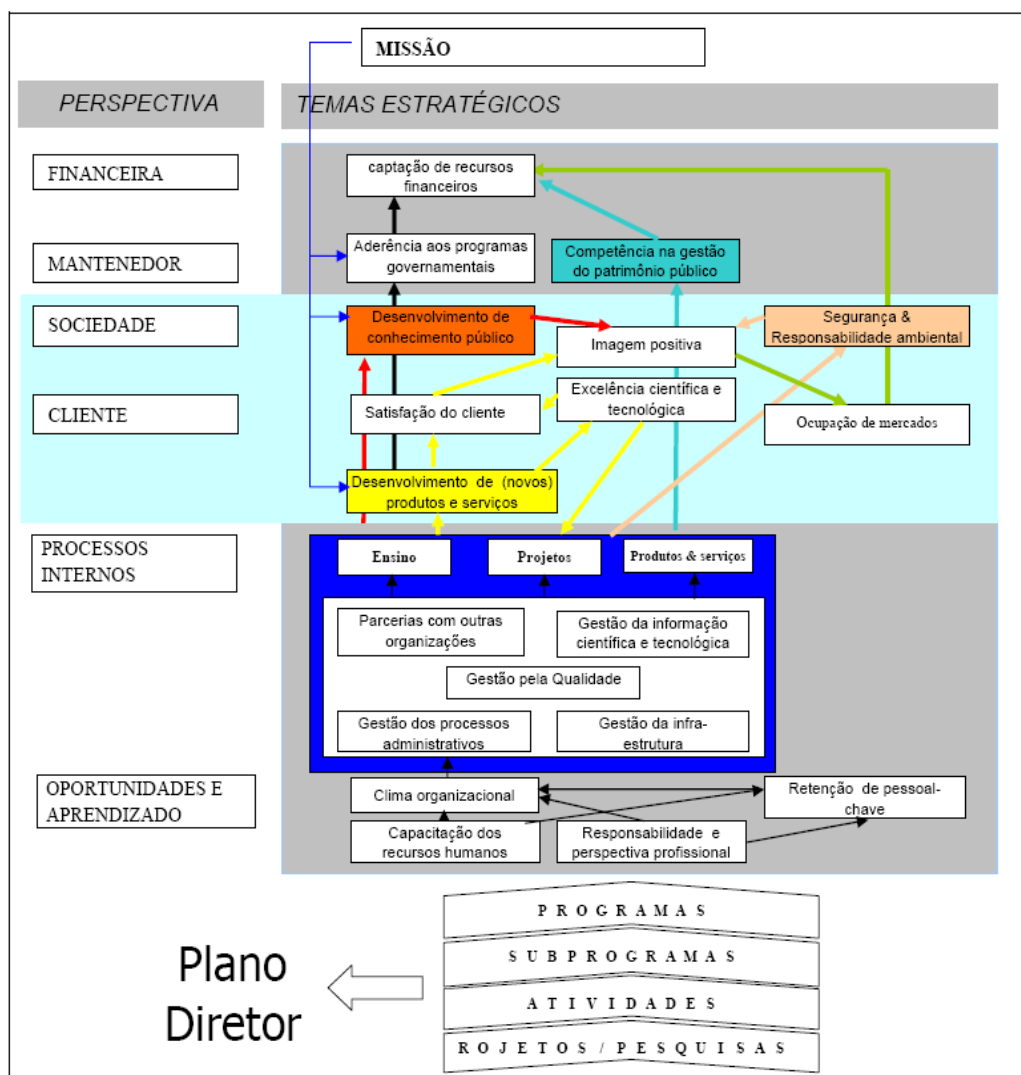 MISSÃO
PERSPECTIVA
TEMAS ESTRATÉGICOS
FINANCEIRA
captação de recursos
financeiros
MANTENEDOR
Aderência aos programas
governamentais
Competência na gestão
do patrimônio público
SOCIEDADE
Desenvolvimento de
conhecimento público
Imagem positiva
Segurança &
Responsabilidade ambiental
CLIENTE
Satisfação do cliente
Excelência científica e
tecnológica
Ocupação de mercados
Desenvolvimento de (novos)
produtos e serviços
PROCESSOS
INTERNOS
Ensino
Projetos
Produtos & serviços
Parcerias com outras
organizações
Gestão da informação
científica e tecnológica
Gestão pela Qualidade
Gestão dos processos
administrativos
Gestão da infra-
estrutura
OPORTUNIDADES E
APRENDIZADO
Clima organizacional
Retenção de pessoal-
chave
Capacitação dos
recursos humanos
Responsabilidade e
perspectiva profissional
PROGRAMAS
SUBPROGRAMAS
ATIVIDADES
ROJETOS / PESQUISAS
Plano
Diretor